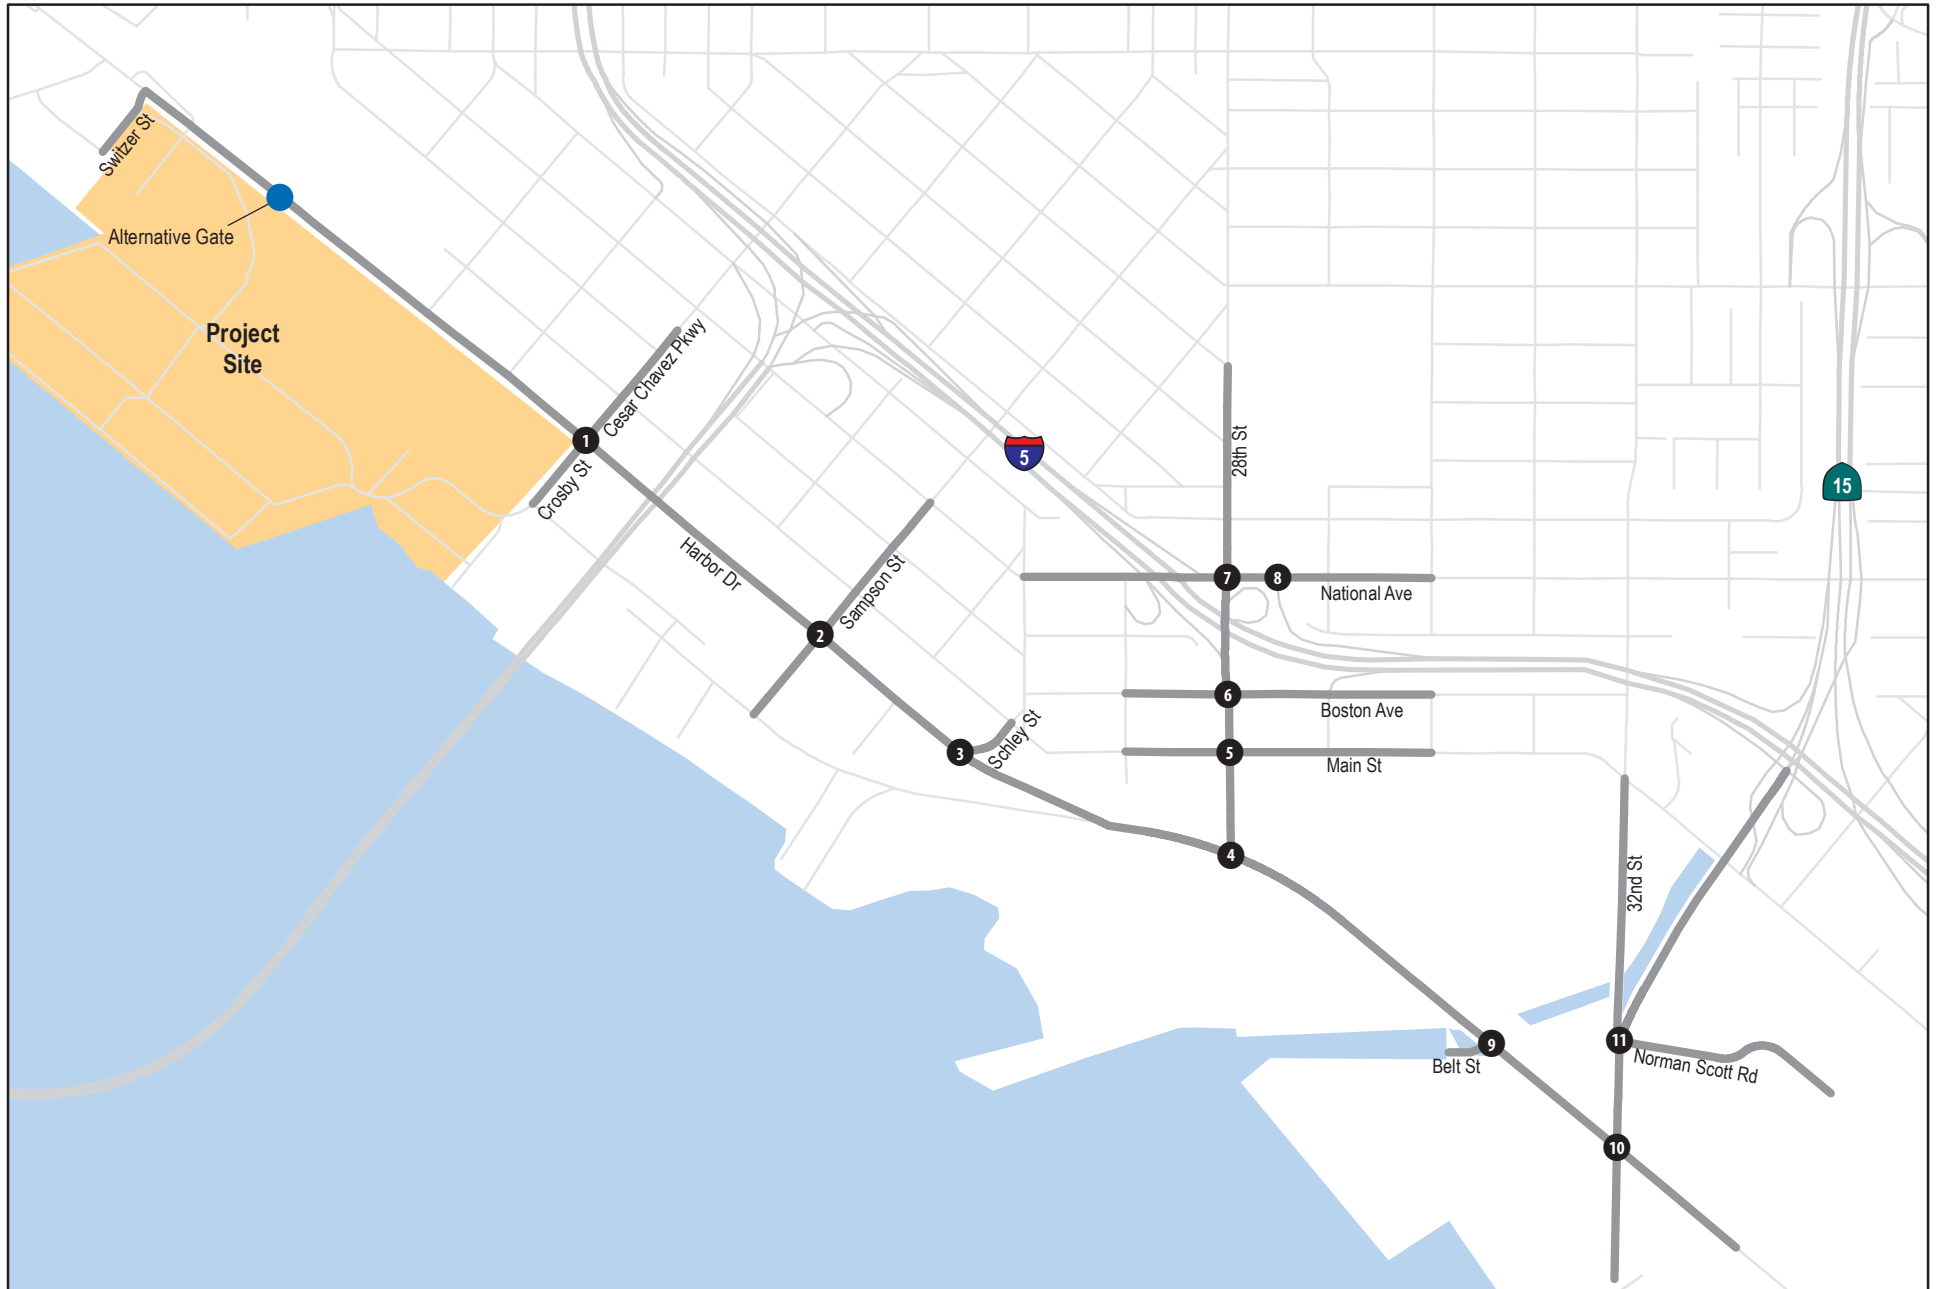 Switzer St
Alternative Gate
Project
Site
Cesar Chavez Pkwy
1
Crosby St
5
28th St
15
Harbor Dr
Sampson St
7
8
National Ave
2
6
Boston Ave
3
Schley St
5
Main St
4
32nd St
9
Belt St
11
Norman Scott Rd
10